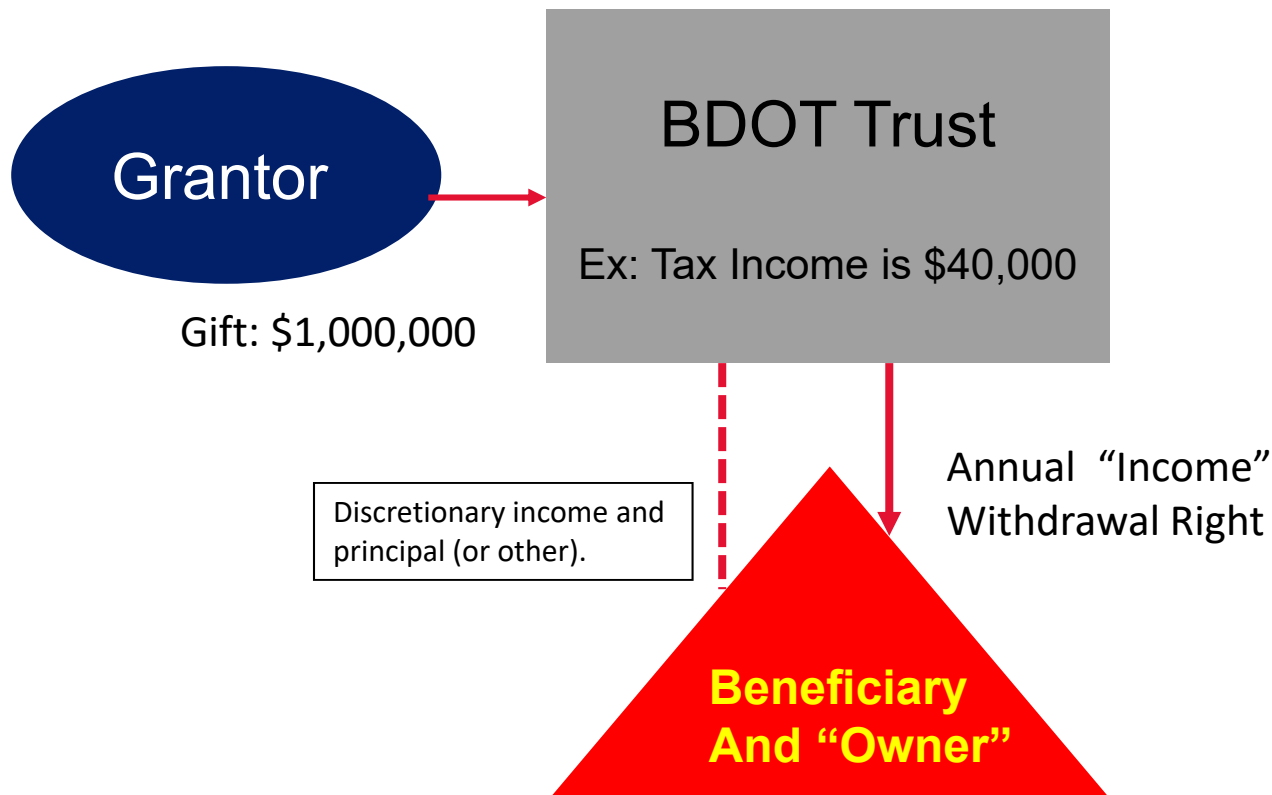 Grantor
Gift: $1,000,000
BDOT Trust
Ex: Tax Income is $40,000
Discretionary income and
principal (or other).
Annual “Income”
Withdrawal Right
Beneficiary
And “Owner”